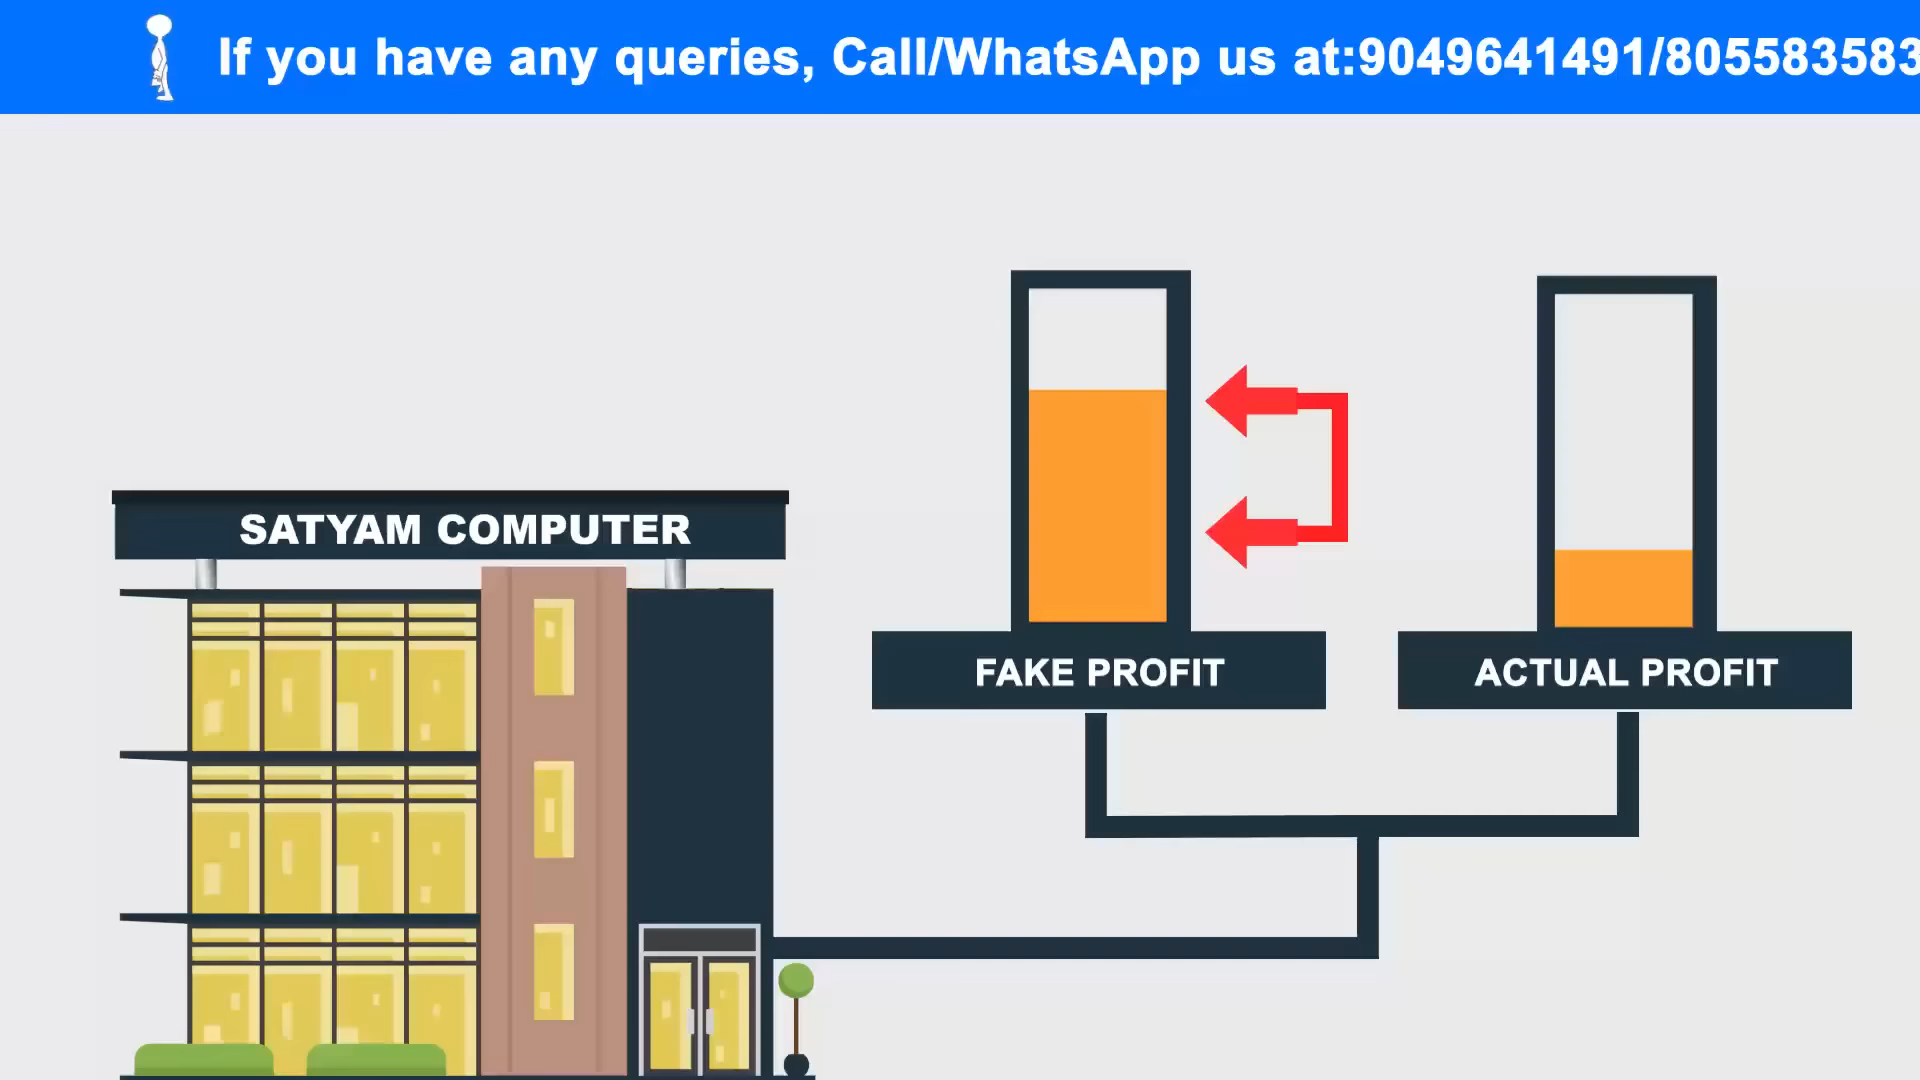 If you have any queries, Call/WhatsApp us at:9049641491/805583583
SATYAM COMPUTER
FAKE PROFIT
ACTUAL PROFIT